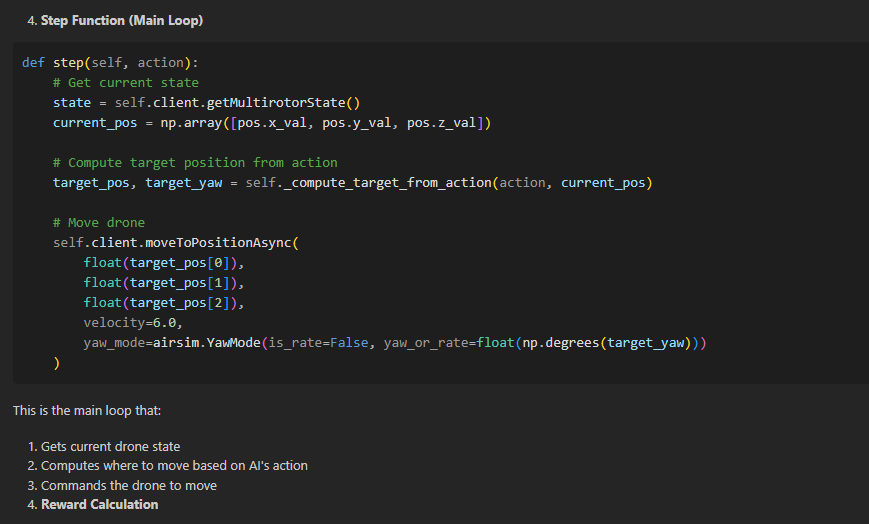 4. Step Function (Main Loop)
def step(self, action):
    # Get current state
    state = self.client.getMultirotorState()
    current_pos = np.array([pos.x_val, pos.y_val, pos.z_val])

    # Compute target position from action
    target_pos, target_yaw = self._compute_target_from_action(action, current_pos)

    # Move drone
    self.client.moveToPositionAsync(
        float(target_pos[0]),
        float(target_pos[1]),
        float(target_pos[2]),
        velocity=6.0,
        yaw_mode=airsim.YawMode(is_rate=False, yaw_or_rate=float(np.degrees(target_yaw)))
    )
This is the main loop that:
1. Gets current drone state
2. Computes where to move based on AI's action
3. Commands the drone to move
4. Reward Calculation